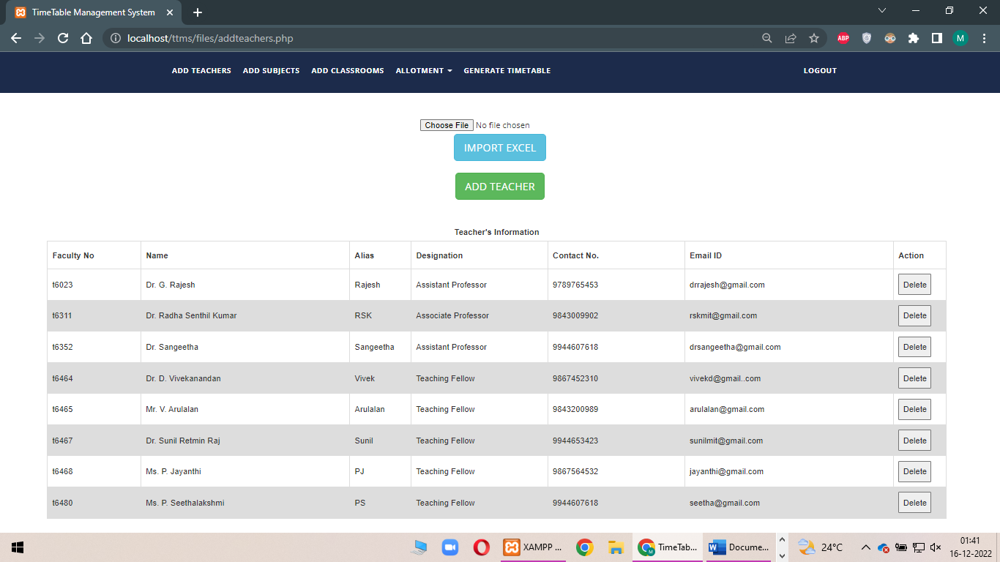 TimeTable Management System
localhost/ttms/files/addteachers.php
ABP
M
ADD TEACHERS ADD SUBJECTS ADD CLASSROOMS ALLOTMENT GENERATE TIMETABLE LOGOUT
Choose File No file chosen
IMPORT EXCEL
ADD TEACHER
Teacher's Information
Faculty No Name Alias Designation Contact No. Email ID Action
t6023 Dr. G. Rajesh Rajesh Assistant Professor 9789765453 drrajesh@gmail.com Delete
t6311 Dr. Radha Senthil Kumar RSK Associate Professor 9843009902 rskmit@gmail.com Delete
t6352 Dr. Sangeetha Sangeetha Assistant Professor 9944607618 drsangeetha@gmail.com Delete
t6464 Dr. D. Vivekanandan Vivek Teaching Fellow 9867452310 vivekd@gmail..com Delete
t6465 Mr. V. Arulalan Arulalan Teaching Fellow 9843200989 arulalan@gmail.com Delete
t6467 Dr. Sunil Retmin Raj Sunil Teaching Fellow 9944653423 sunilmit@gmail.com Delete
t6468 Ms. P. Jayanthi PJ Teaching Fellow 9867564532 jayanthi@gmail.com Delete
t6480 Ms. P. Seethalakshmi PS Teaching Fellow 9944607618 seetha@gmail.com Delete
XAMPP ... TimeTab... Docume... 24°C 01:41
16-12-2022